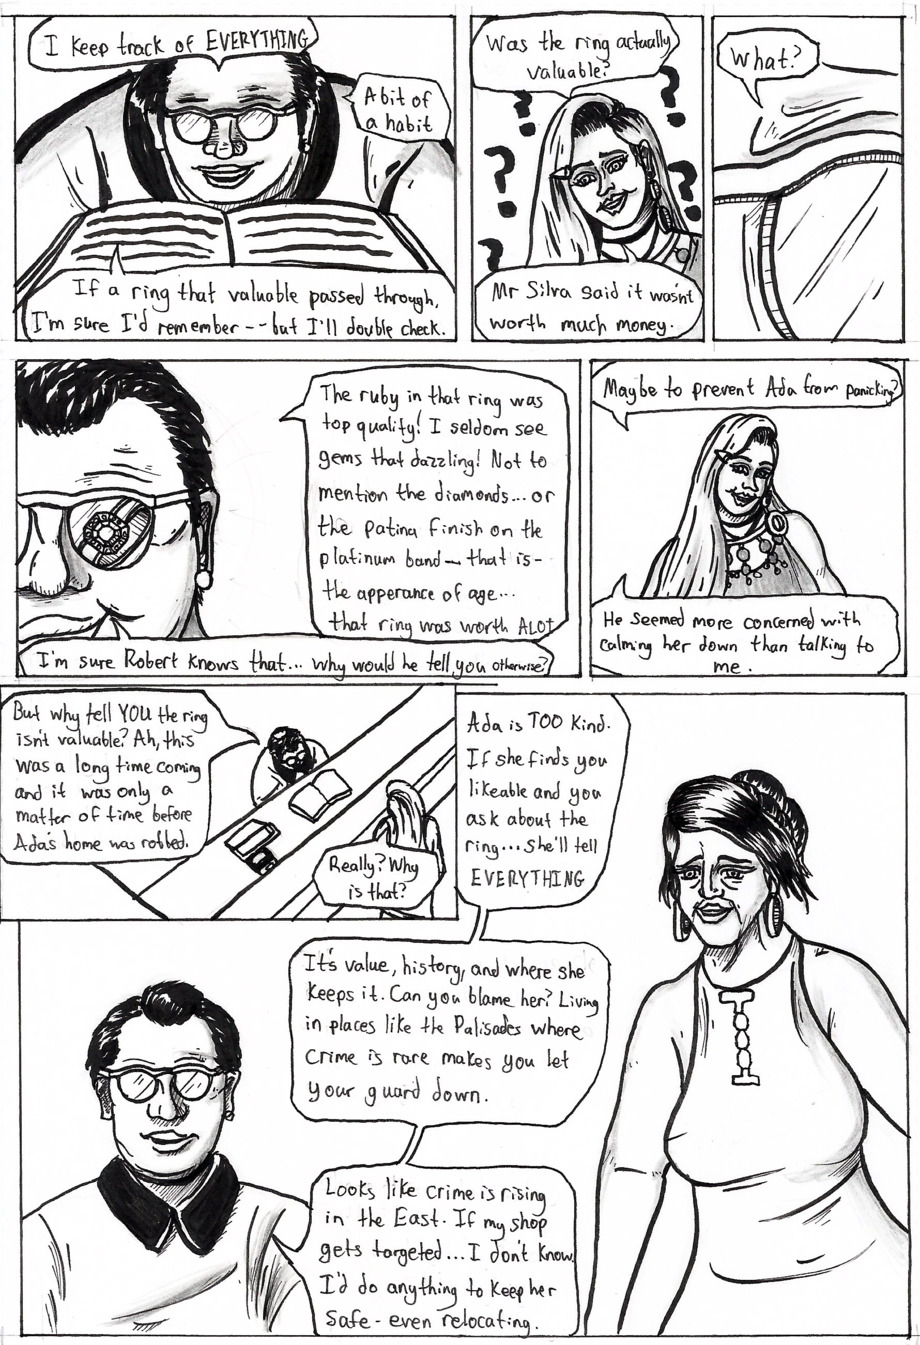 I keep track of EVERYTHING
A bit of
a habit
If a ring that valuable passed through,
I'm sure I'd remember -- but I'll double check.
Was the ring actually
valuable?
Mr Silva said it wasn't
worth much money.
What?
The ruby in that ring was
top quality! I seldom see
gems that dazzling! Not to
mention the diamonds... or
the patina finish on the
platinum band— that is-
the apperance of age...
that ring was worth ALOT
I'm sure Robert knows that... why would he tell you otherwise?
Maybe to prevent Ada from panicking?
He seemed more concerned with
calming her down than talking to
me.
But why tell YOU the ring
isn't valuable? Ah, this
was a long time coming
and it was only a
matter of time before
Ada's home was robbed.
Really? Why
is that?
Ada is TOO kind.
If she finds you
likeable and you
ask about the
ring... she'll tell
EVERYTHING
It's value, history, and where she
keeps it. Can you blame her? Living
in places like the Palisades where
crime is rare makes you let
your guard down.
Looks like crime is rising
in the East. If my shop
gets targeted... I don't know.
I'd do anything to keep her
safe - even relocating.